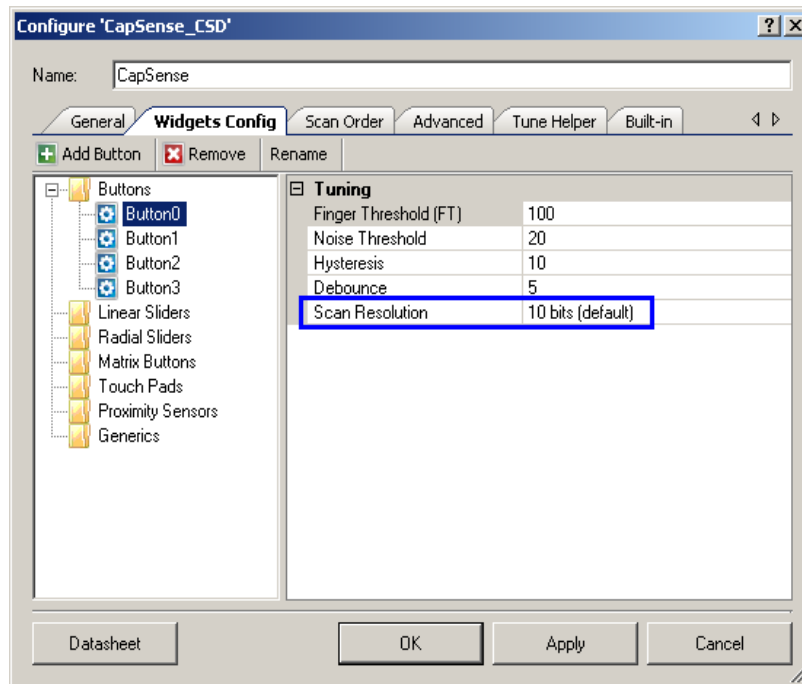 Configure 'CapSense_CSD'
Name: CapSense
General Widgets Config Scan Order Advanced Tune Helper Built-in
Add Button Remove Rename
Buttons
Button0
Button1
Button2
Button3
Linear Sliders
Radial Sliders
Matrix Buttons
Touch Pads
Proximity Sensors
Generics
Tuning
Finger Threshold (FT) 100
Noise Threshold 20
Hysteresis 10
Debounce 5
Scan Resolution 10 bits (default)
Datasheet OK Apply Cancel